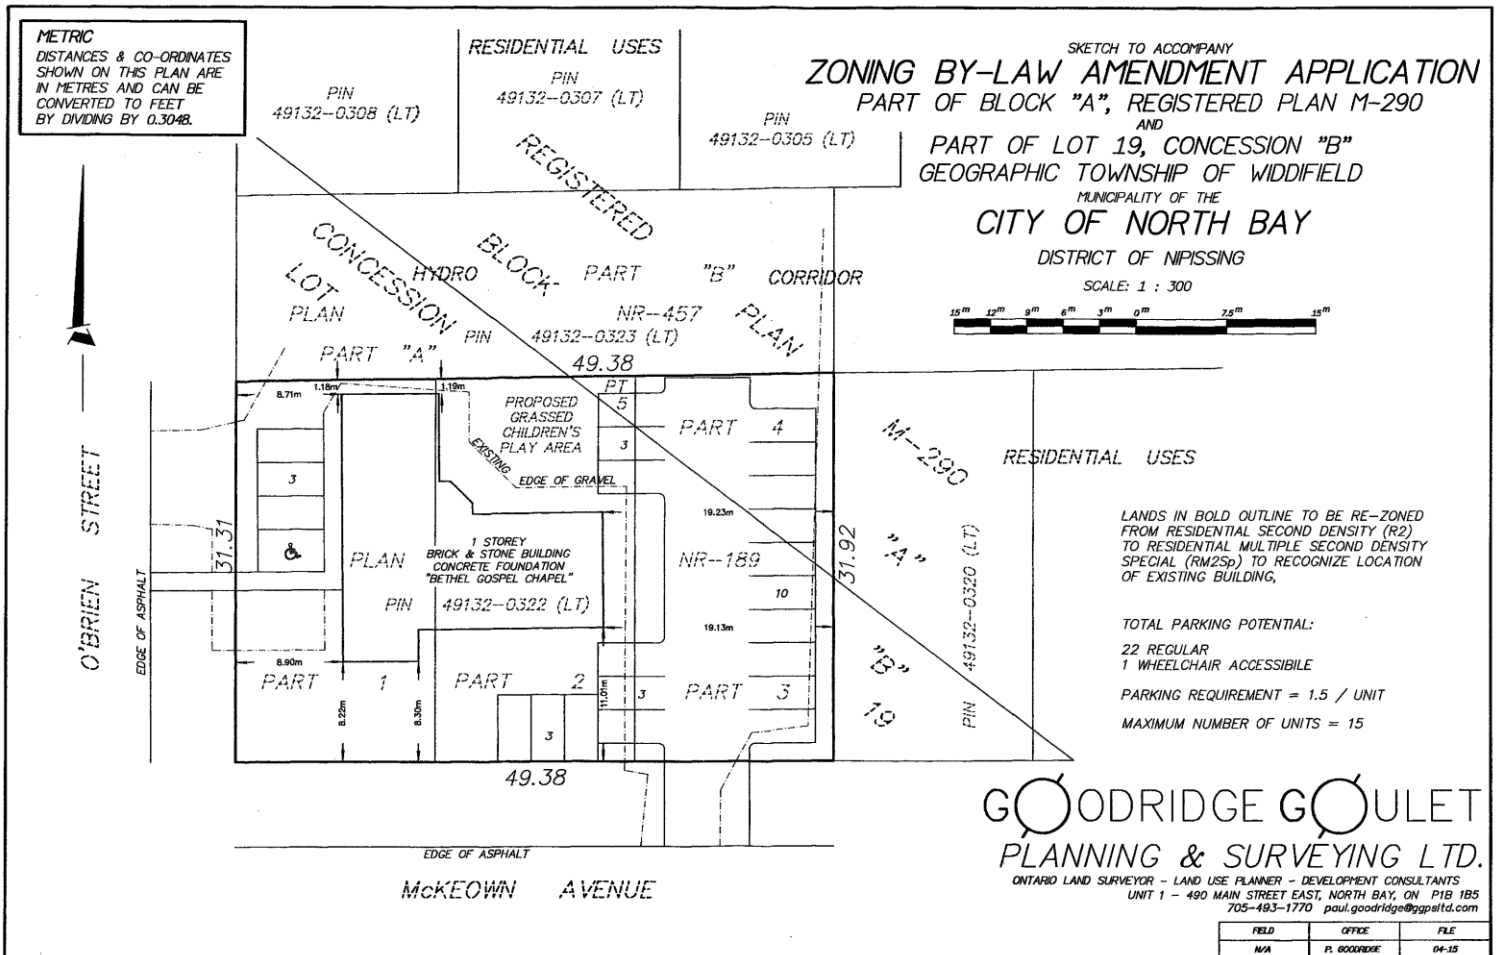 METRIC
DISTANCES & CO-ORDINATES
SHOWN ON THIS PLAN ARE
IN METRES AND CAN BE
CONVERTED TO FEET
BY DIVIDING BY 0.3048.
SKETCH TO ACCOMPANY
ZONING BY-LAW AMENDMENT APPLICATION
PART OF BLOCK "A", REGISTERED PLAN M-290
AND
PART OF LOT 19, CONCESSION "B"
GEOGRAPHIC TOWNSHIP OF WIDDIFIELD
MUNICIPALITY OF THE
CITY OF NORTH BAY
DISTRICT OF NIPISSING
SCALE: 1 : 300
15m 12m 9m 6m 3m 0m 7.5m 15m
RESIDENTIAL USES
PIN
49132-0308 (LT)
PIN
49132-0307 (LT)
PIN
49132-0305 (LT)
REGISTERED
CONCESSION
BLOCK
LOT
PLAN
HYDRO
PART "B"
CORRIDOR
PLAN
NR-457
PIN 49132-0323 (LT)
PART "A"
49.38
8.71m
1.18m
1.19m
PT
5
3
PROPOSED
GRASSED
CHILDREN'S
PLAY AREA
EXISTING
EDGE OF GRAVEL
PART 4
M-290
RESIDENTIAL USES
3
31.31
19.23m
31.92
"A"
1 STOREY
BRICK & STONE BUILDING
CONCRETE FOUNDATION
"BETHEL GOSPEL CHAPEL"
PLAN
NR-189
PIN 49132-0322 (LT)
10
19.13m
PIN 49132-0320 (LT)
"B"
19
8.90m
PART 1
PART 2
8.22m
8.30m
11.01m
3
3
PART 3
49.38
O'BRIEN STREET
EDGE OF ASPHALT
EDGE OF ASPHALT
McKEOWN AVENUE
LANDS IN BOLD OUTLINE TO BE RE-ZONED
FROM RESIDENTIAL SECOND DENSITY (R2)
TO RESIDENTIAL MULTIPLE SECOND DENSITY
SPECIAL (RM2Sp) TO RECOGNIZE LOCATION
OF EXISTING BUILDING,
TOTAL PARKING POTENTIAL:
22 REGULAR
1 WHEELCHAIR ACCESSIBILE
PARKING REQUIREMENT = 1.5 / UNIT
MAXIMUM NUMBER OF UNITS = 15
GOODRIDGE GOULET
PLANNING & SURVEYING LTD.
ONTARIO LAND SURVEYOR - LAND USE PLANNER - DEVELOPMENT CONSULTANTS
UNIT 1 - 490 MAIN STREET EAST, NORTH BAY, ON P1B 1B5
705-493-1770 paul.goodridge@ggpsltd.com
FIELD OFFICE FILE
N/A P. GOODRIDGE 04-15